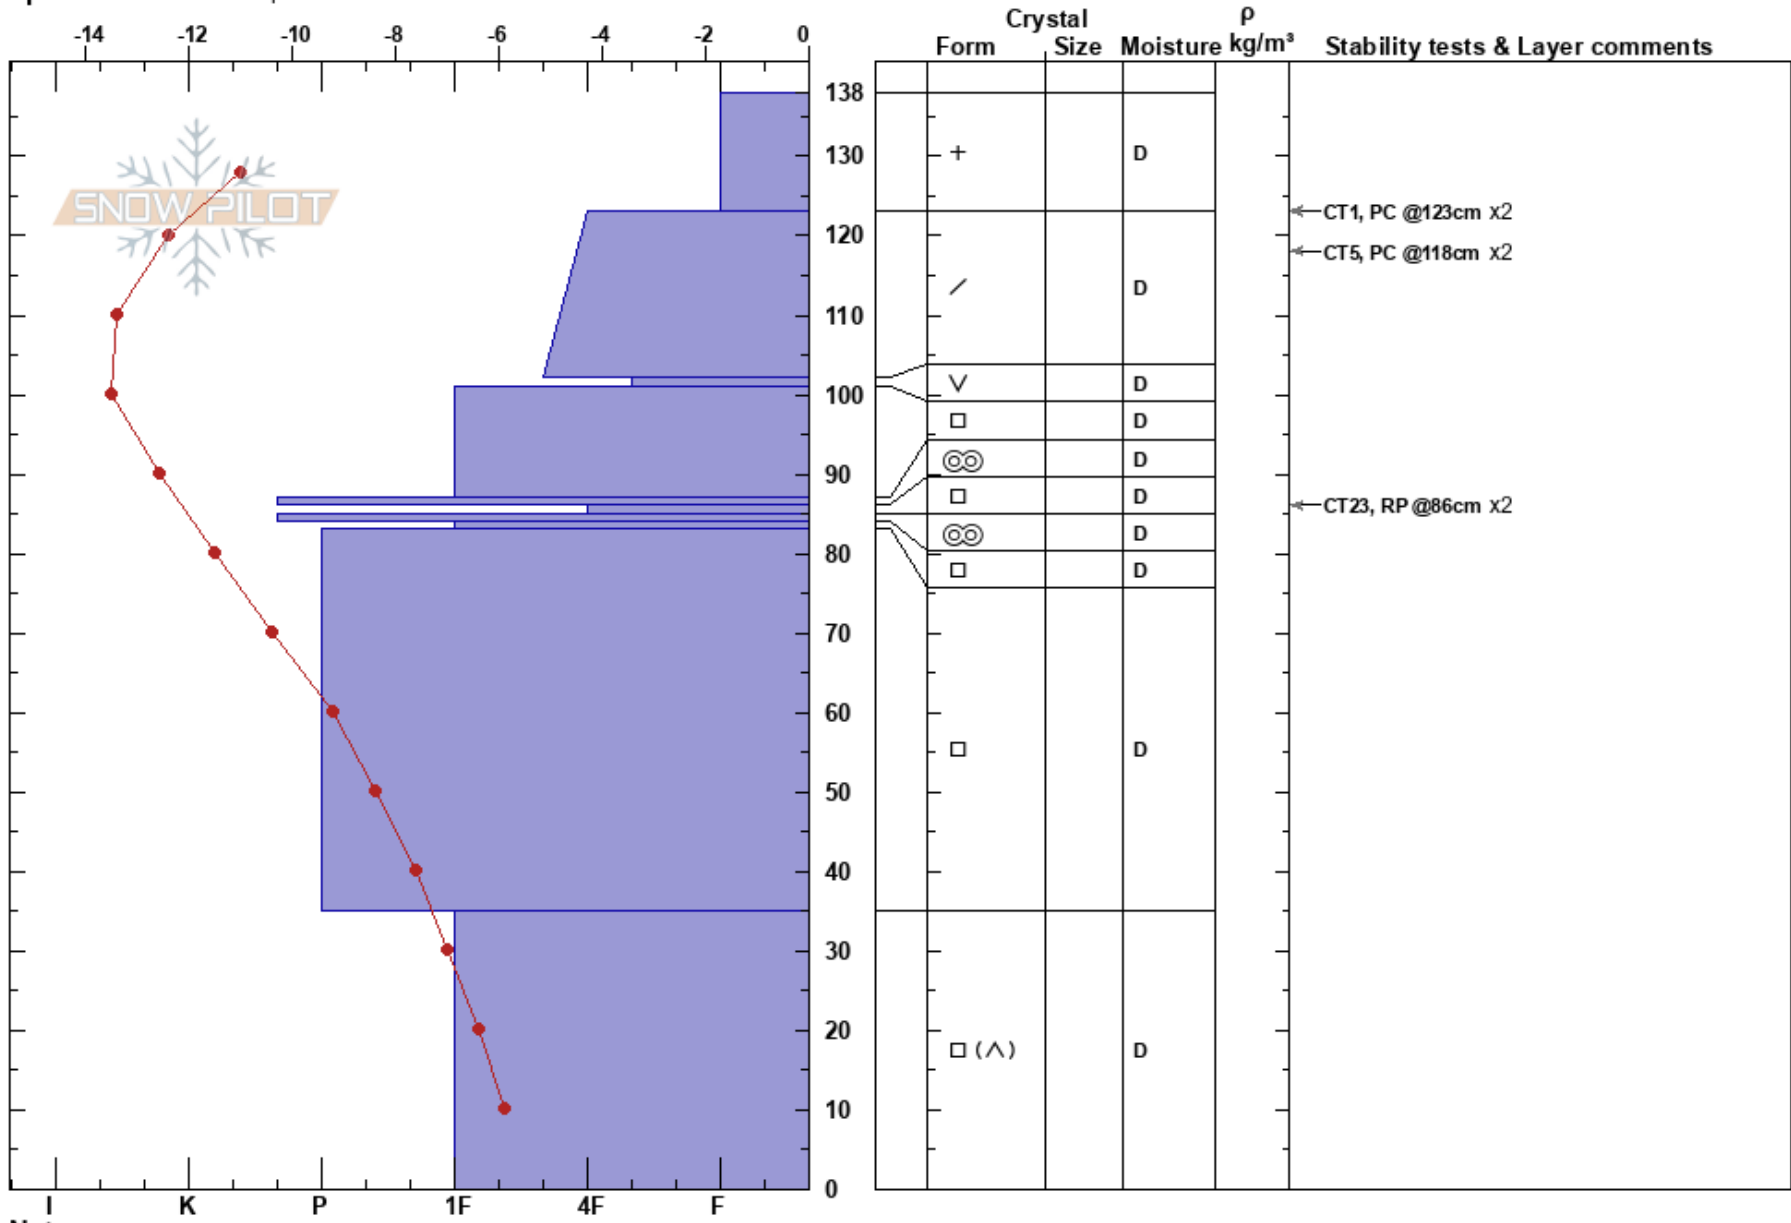 Crystal ρ
-14 -12 -10 -8 -6 -4 -2 0 Form Size Moisture kg/m³ Stability tests & Layer comments
138
130 + D
SNOW PILOT
CT1, PC @123cm x2
120
CT5, PC @118cm x2
/ D
110
V D
100
□ D
D
90
□ D
CT23, RP @86cm x2
D
80 □ D
70
60
□ D
50
40
30
20
□ (∧) D
10
0
I K P 1F 4F F